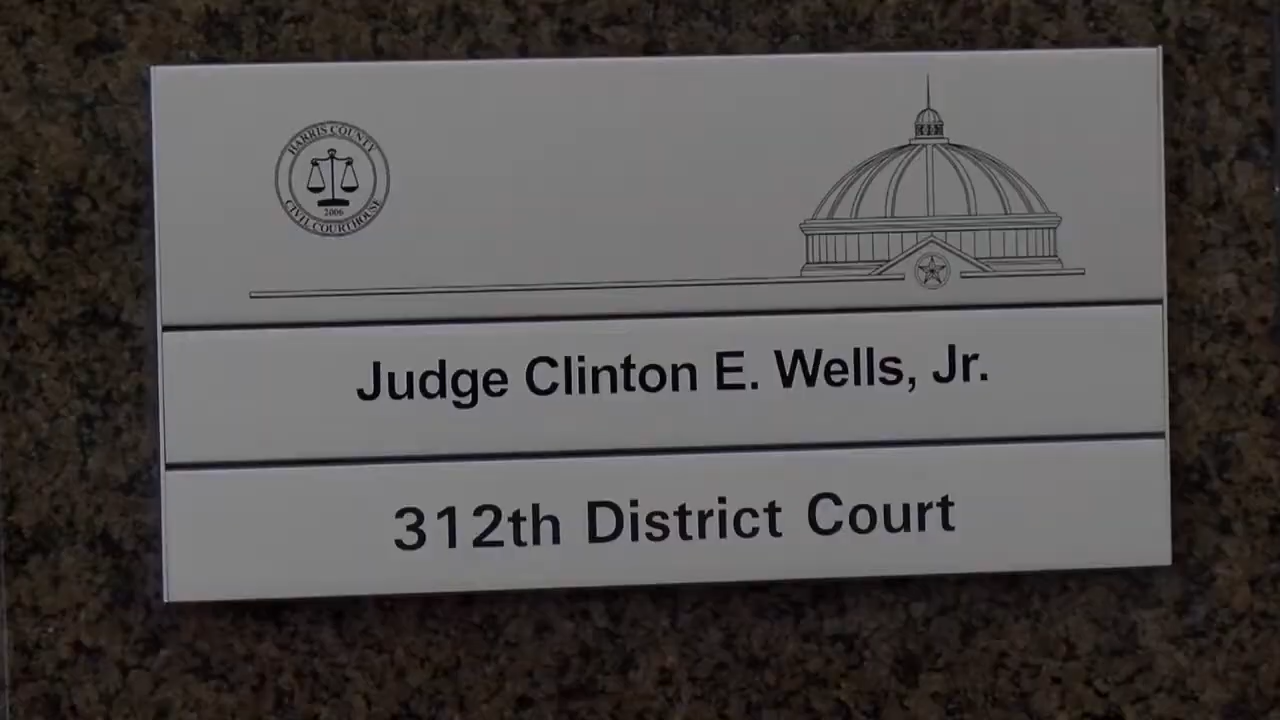 HARRIS COUNTY
2006
CIVIL COURTHOUSE
Judge Clinton E. Wells, Jr.
312th District Court